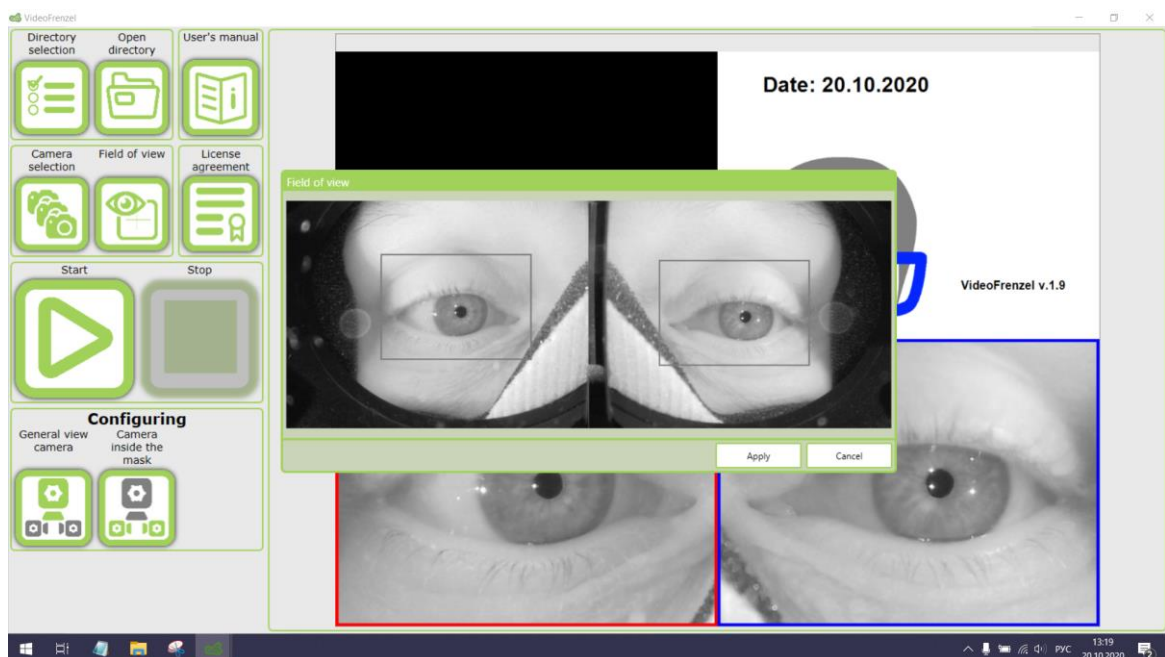 VideoFrenzel
Directory
selection
Open
directory
User's manual
Camera
selection
Field of view
License
agreement
Start
Stop
Configuring
General view
camera
Camera
inside the
mask
Date: 20.10.2020
VideoFrenzel v.1.9
Field of view
Apply
Cancel
РУС
13:19
20.10.2020
2